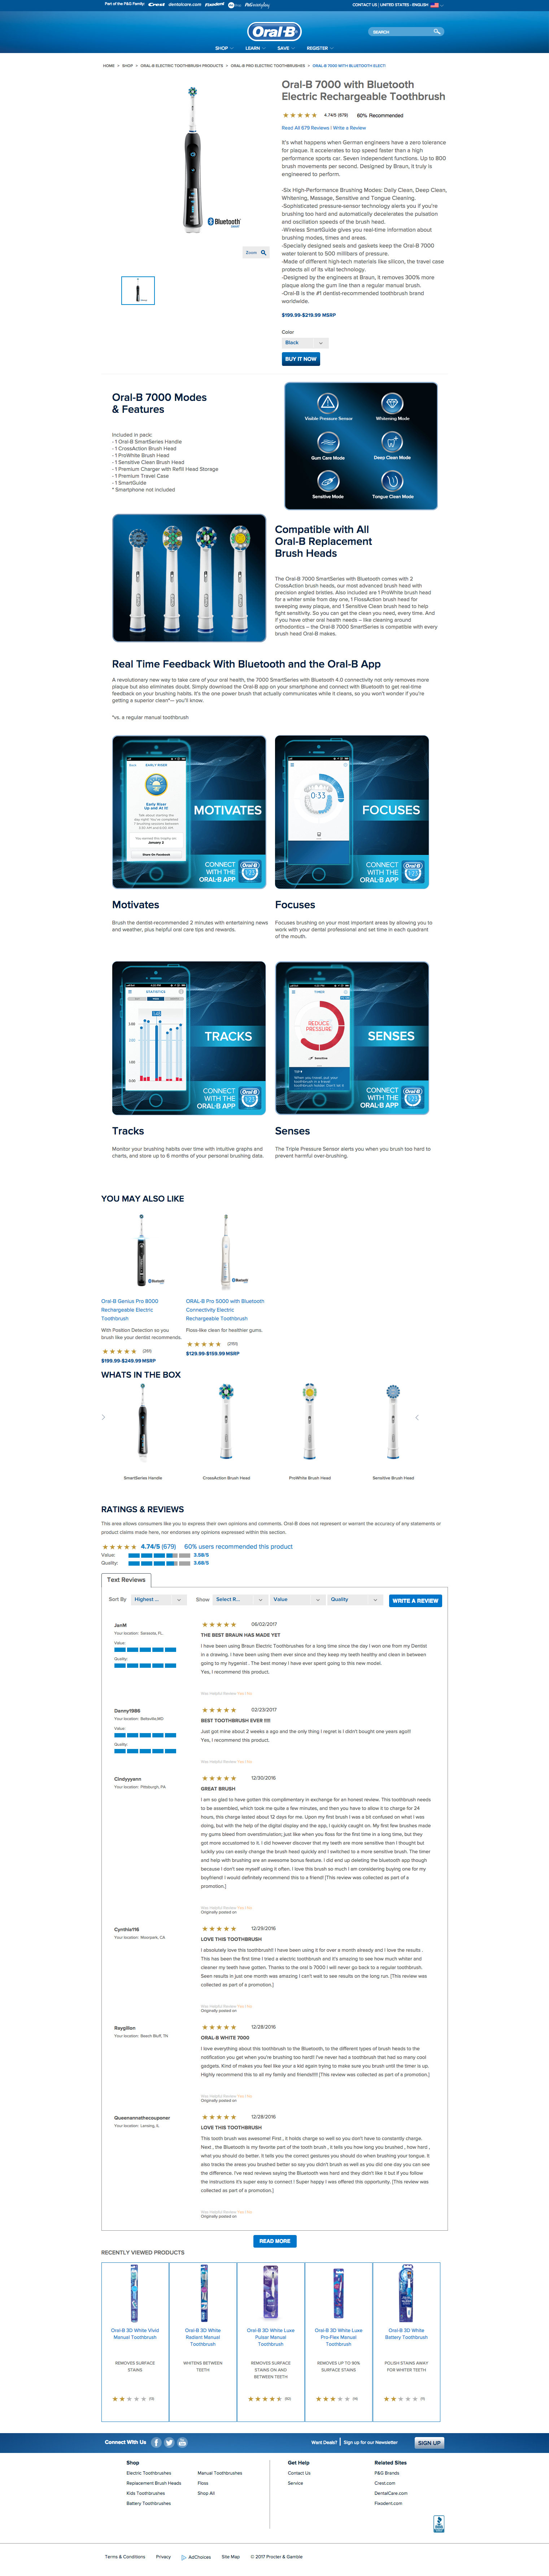 Part of the P&G Family:
Crest
dentalcare.com
Fixodent
P&Geveryday
CONTACT US | UNITED STATES - ENGLISH
Oral-B
SEARCH
SHOP
LEARN
SAVE
REGISTER
HOME > SHOP > ORAL-B ELECTRIC TOOTHBRUSH PRODUCTS > ORAL-B PRO ELECTRIC TOOTHBRUSHES > ORAL-B 7000 WITH BLUETOOTH ELECT
Oral-B 7000 with Bluetooth
Electric Rechargeable Toothbrush
4.74/5 (679) 60% Recommended
Read All 679 Reviews | Write a Review
It's what happens when German engineers have a zero tolerance
for plaque. It accelerates to top speed faster than a high
performance sports car. Seven independent functions. Up to 800
brush movements per second. Designed by Braun, it truly is
engineered to perform.
-Six High-Performance Brushing Modes: Daily Clean, Deep Clean,
Whitening, Massage, Sensitive and Tongue Cleaning.
-Sophisticated pressure-sensor technology alerts you if you're
brushing too hard and automatically decelerates the pulsation
and oscillation speeds of the brush head.
-Wireless SmartGuide gives you real-time information about
brushing modes, times and areas.
-Specially designed seals and gaskets keep the Oral-B 7000
water tolerant to 500 millibars of pressure.
-Made of different high-tech materials like silicon, the travel case
protects all of its vital technology.
-Designed by the engineers at Braun, it removes 300% more
plaque along the gum line than a regular manual brush.
-Oral-B is the #1 dentist-recommended toothbrush brand
worldwide.
Bluetooth
Zoom
$199.99-$219.99 MSRP
Color
Black
BUY IT NOW
Oral-B 7000 Modes
& Features
Included in pack:
- 1 Oral-B SmartSeries Handle
- 1 CrossAction Brush Head
- 1 ProWhite Brush Head
- 1 Sensitive Clean Brush Head
- 1 Premium Charger with Refill Head Storage
- 1 Premium Travel Case
- 1 SmartGuide
* Smartphone not included
Visible Pressure Sensor
Whitening Mode
Gum Care Mode
Deep Clean Mode
Sensitive Mode
Tongue Clean Mode
Compatible with All
Oral-B Replacement
Brush Heads
The Oral-B 7000 SmartSeries with Bluetooth comes with 2
CrossAction brush heads, our most advanced brush head with
precision angled bristles. Also included are 1 ProWhite brush head
for a whiter smile from day one, 1 FlossAction brush head for
sweeping away plaque, and 1 Sensitive Clean brush head to help
fight sensitivity. So you can get the clean you need, every time. And
if you have other oral health needs – like cleaning around
orthodontics – the Oral-B 7000 SmartSeries is compatible with every
brush head Oral-B makes.
Real Time Feedback With Bluetooth and the Oral-B App
A revolutionary new way to take care of your oral health, the 7000 SmartSeries with Bluetooth 4.0 connectivity not only removes more
plaque but also eliminates doubt. Simply download the Oral-B app on your smartphone and connect with Bluetooth to get real-time
feedback on your brushing habits. It's the one power brush that actually communicates while it cleans, so whether you're
achieving a superior clean*— you'll know.
*vs. a regular manual toothbrush
EARLY RISER
Early Riser
Up and At It!
January 2
Share On Facebook
MOTIVATES
CONNECT
WITH THE
ORAL-B APP
0:33
FOCUSES
CONNECT
WITH THE
ORAL-B APP
Motivates
Focuses
Brush the dentist-recommended 2 minutes with entertaining news
and weather, plus helpful oral care tips and rewards.
Focuses brushing on your most important areas by allowing you to
work with your dental professional and set time in each quadrant
of the mouth.
STATISTICS
TRACKS
CONNECT
WITH THE
ORAL-B APP
TIMER
REDUCE
PRESSURE
Sensitive
SENSES
CONNECT
WITH THE
ORAL-B APP
Tracks
Senses
Monitor your brushing habits over time with intuitive graphs and
charts, and store up to 6 months of your personal brushing data.
The Triple Pressure Sensor alerts you when you brush too hard to
prevent harmful over-brushing.
YOU MAY ALSO LIKE
Oral-B Genius Pro 8000
Rechargeable Electric
Toothbrush
With Position Detection so you
brush like your dentist recommends.
$199.99-$249.99 MSRP
ORAL-B Pro 5000 with Bluetooth
Connectivity Electric
Rechargeable Toothbrush
Floss-like clean for healthier gums.
$129.99-$159.99 MSRP
WHATS IN THE BOX
SmartSeries Handle
CrossAction Brush Head
ProWhite Brush Head
Sensitive Brush Head
RATINGS & REVIEWS
This area allows consumers like you to express their own opinions and comments. Oral-B does not represent or warrant the accuracy of any statements or
product claims made here, nor endorses any opinions expressed within this section.
4.74/5 (679) 60% users recommended this product
Value: 3.58/5
Quality: 3.68/5
Text Reviews
Sort By Highest ... Show Select R... Value Quality
WRITE A REVIEW
JanM
Your location: Sarasota, FL
Value:
Quality:
06/02/2017
THE BEST BRAUN HAS MADE YET
I have been using Braun Electric Toothbrushes for a long time since the day I won one from my Dentist
in a drawing. I have been using them ever since and they keep my teeth healthy and clean in between
going to my hygenist . The best money I have ever spent going to this new model.
Yes, I recommend this product.
Was Helpful Review Yes | No
Danny1986
Your location: Beltsville,MD
Value:
Quality:
02/23/2017
BEST TOOTHBRUSH EVER !!!!!
Just got mine about 2 weeks a ago and the only thing I regret is I didn't bought one years ago!!!
Yes, I recommend this product.
Was Helpful Review Yes | No
Cindyyyarn
Your location: Pittsburgh, PA
12/30/2016
GREAT BRUSH
I am so glad to have gotten this complimentary in exchange for an honest review. This toothbrush needs
to be assembled, which took me quite a few minutes, and then you have to allow it to charge for 24
hours, this charge lasted about 12 days for me. Upon my first brush I was a bit confused on what I was
doing, but with the help of the digital display and the app, I quickly caught on. My first few brushes made
my gums bleed from overstimulation, just like when you floss for the first time in a long time, but they
got more accustomated to it. I did however discover that my teeth are more sensitive than I thought but
luckily you can easily change the brush head quickly and I switched to a more sensitive brush. The timer
and help with brushing are an awesome bonus feature. I did end up deleting the bluetooth app though
because I don't see myself using it often. I love this brush so much I am considering buying one for my
boyfriend! I would definitely recommend this to a friend! [This review was collected as part of a
promotion.]
Was Helpful Review Yes | No
Originally posted on
Cynthia116
Your location: Moorpark, CA
12/29/2016
LOVE THIS TOOTHBRUSH
I absolutely love this toothbrush!!! I have been using it for over a month already and I love the results .
This has been the first time I tried a electric toothbrush and it's amazing to see how much whiter and
cleaner my teeth have gotten. Thanks to the oral b 7000 I will never go back to a regular toothbrush.
Seen results in just one month was amazing I can't wait to see results on the long run. [This review was
collected as part of a promotion.]
Was Helpful Review Yes | No
Originally posted on
Raygillion
Your location: Beech Bluff, TN
12/28/2016
ORAL-B WHITE 7000
I love everything about this toothbrush to the Bluetooth, to the different types of brush heads to the
notification you get when you're brushing too hard! I've never had a toothbrush that had so many cool
gadgets. Kind of makes you feel like your a kid again trying to make sure you brush until the timer is up.
Highly recommend this to all my family and friends!!!! [This review was collected as part of a promotion.]
Was Helpful Review Yes | No
Originally posted on
Queenannathecouponer
Your location: Lansing, IL
12/28/2016
LOVE THIS TOOTHBRUSH
This tooth brush was awesome! First , it holds charge so well so you don't have to constantly charge.
Next , the Bluetooth is my favorite part of the tooth brush , it tells you how long you brushed , how hard ,
what you should do better. It tells you the correct gestures you should do when brushing your tongue. It
also tracks the areas you brushed better so say you didn't brush as well as you did one day you can see
the difference. I've read reviews saying the Bluetooth was hard and they didn't like it but if you follow
the instructions it's super easy to connect ! Super happy I was offered this opportunity. [This review was
collected as part of a promotion.]
Was Helpful Review Yes | No
Originally posted on
READ MORE
RECENTLY VIEWED PRODUCTS
Oral-B 3D White Vivid
Manual Toothbrush
REMOVES SURFACE
STAINS
Oral-B 3D White
Radiant Manual
Toothbrush
WHITENS BETWEEN
TEETH
Oral-B 3D White Luxe
Pulsar Manual
Toothbrush
REMOVES SURFACE
STAINS ON AND
BETWEEN TEETH
Oral-B 3D White Luxe
Pro-Flex Manual
Toothbrush
REMOVES UP TO 90%
SURFACE STAINS
Oral-B 3D White
Battery Toothbrush
POLISH STAINS AWAY
FOR WHITER TEETH
Connect With Us
Want Deals? | Sign up for our Newsletter
SIGN UP
Shop
Electric Toothbrushes
Replacement Brush Heads
Kids Toothbrushes
Battery Toothbrushes
Manual Toothbrushes
Floss
Shop All
Get Help
Contact Us
Service
Related Sites
P&G Brands
Crest.com
DentalCare.com
Fixodent.com
Terms & Conditions Privacy AdChoices Site Map © 2017 Procter & Gamble